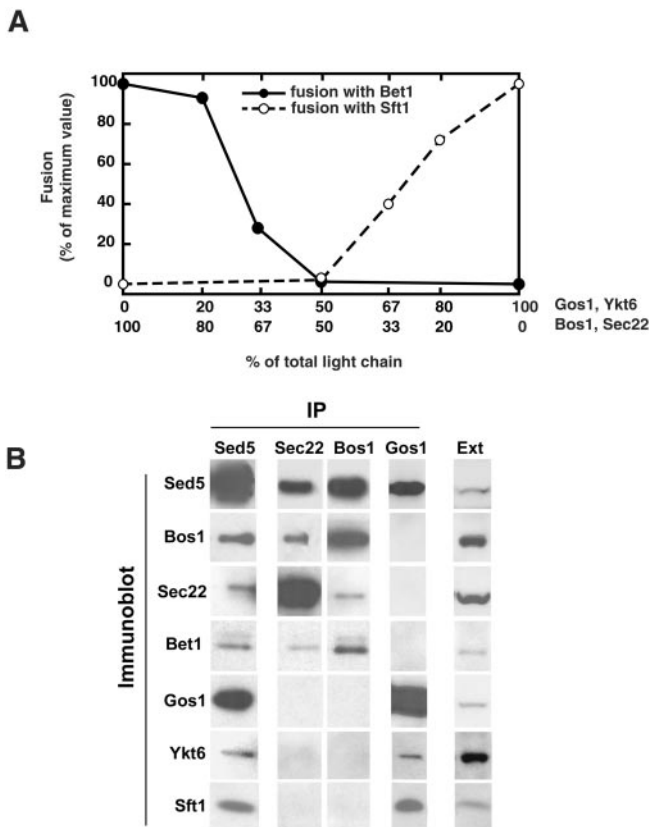 A
fusion with Bet1
fusion with Sft1
Fusion
(% of maximum value)
100
80
60
40
20
0
0 20 33 50 67 80 100 Gos1, Ykt6
100 80 67 50 33 20 0 Bos1, Sec22
% of total light chain
B
IP
Sed5 Sec22 Bos1 Gos1 Ext
Immunoblot
Sed5
Bos1
Sec22
Bet1
Gos1
Ykt6
Sft1